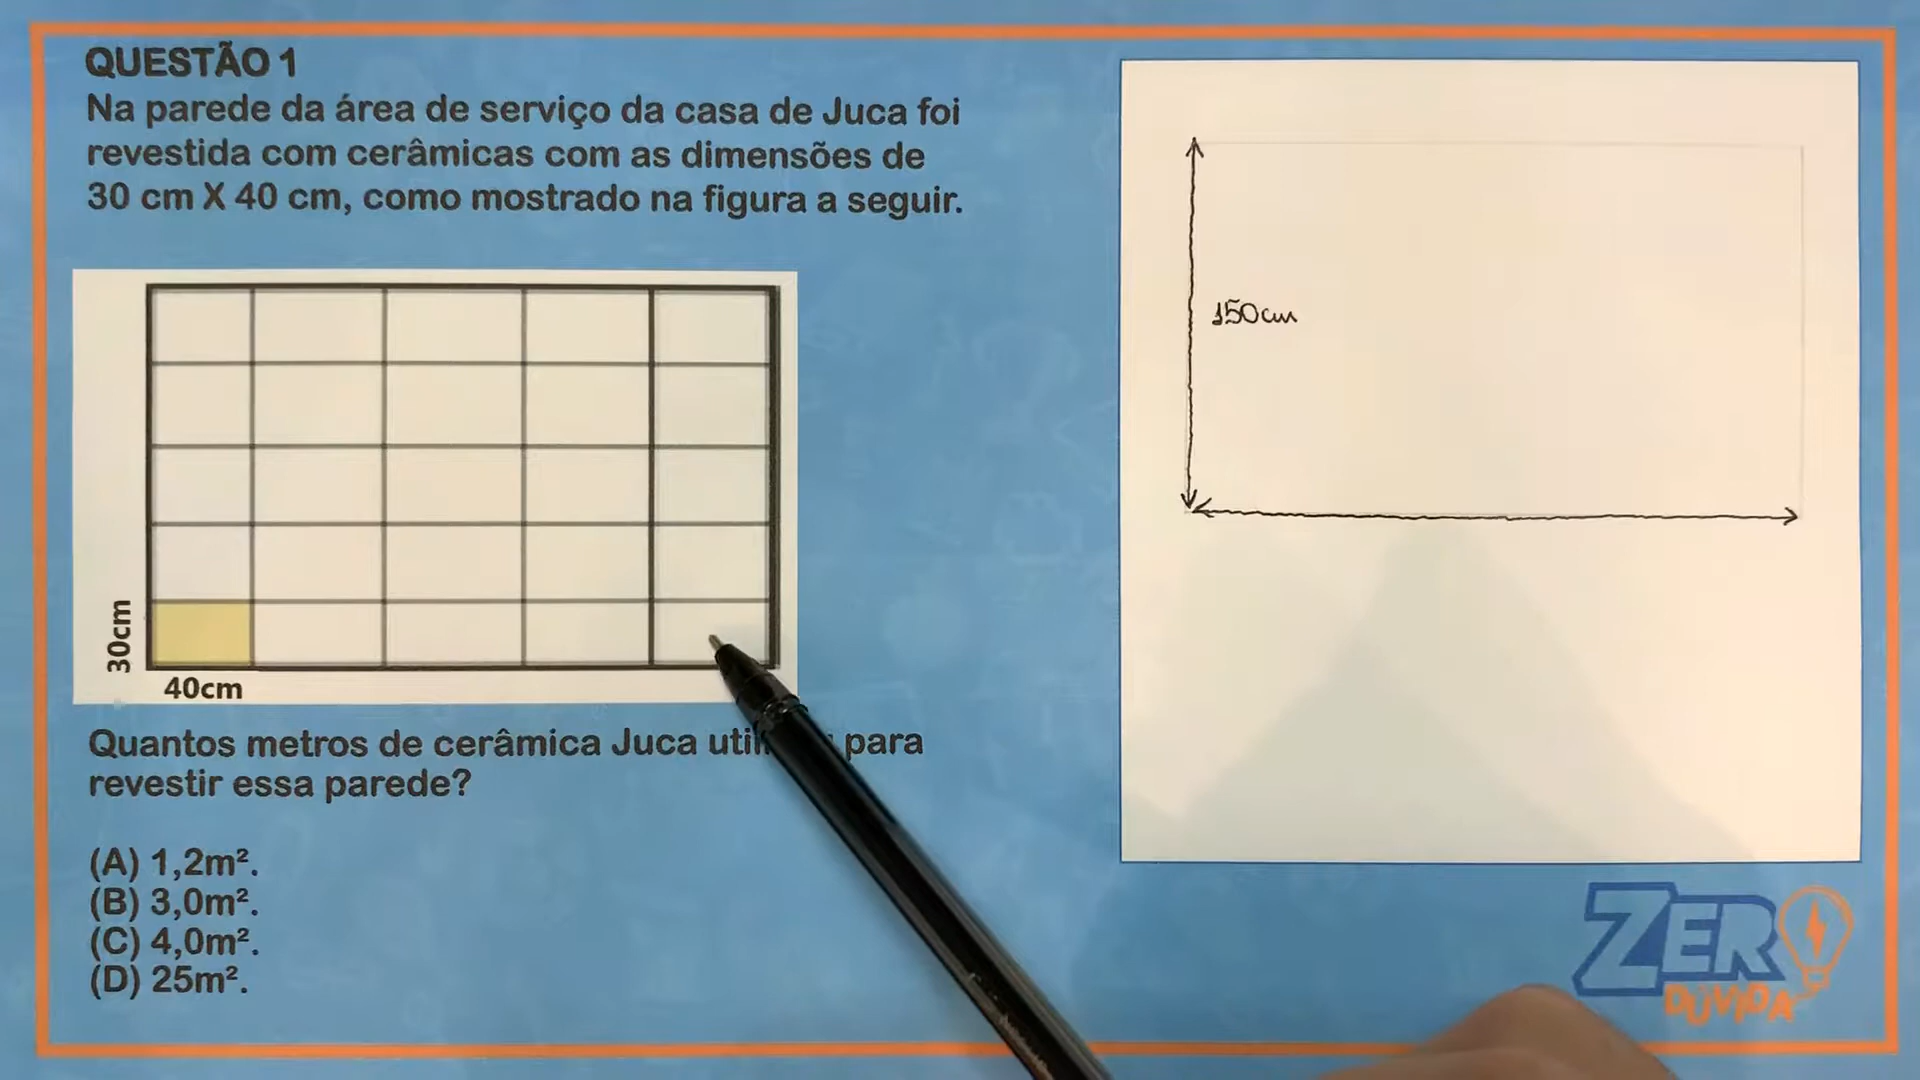 QUESTÃO 1
Na parede da área de serviço da casa de Juca foi
revestida com cerâmicas com as dimensões de
30 cm X 40 cm, como mostrado na figura a seguir.
30cm
40cm
Quantos metros de cerâmica Juca para
revestir essa parede?
(A) 1,2m².
(B) 3,0m².
(C) 4,0m².
(D) 25m².
150cm
ZERO
DÚVIDA